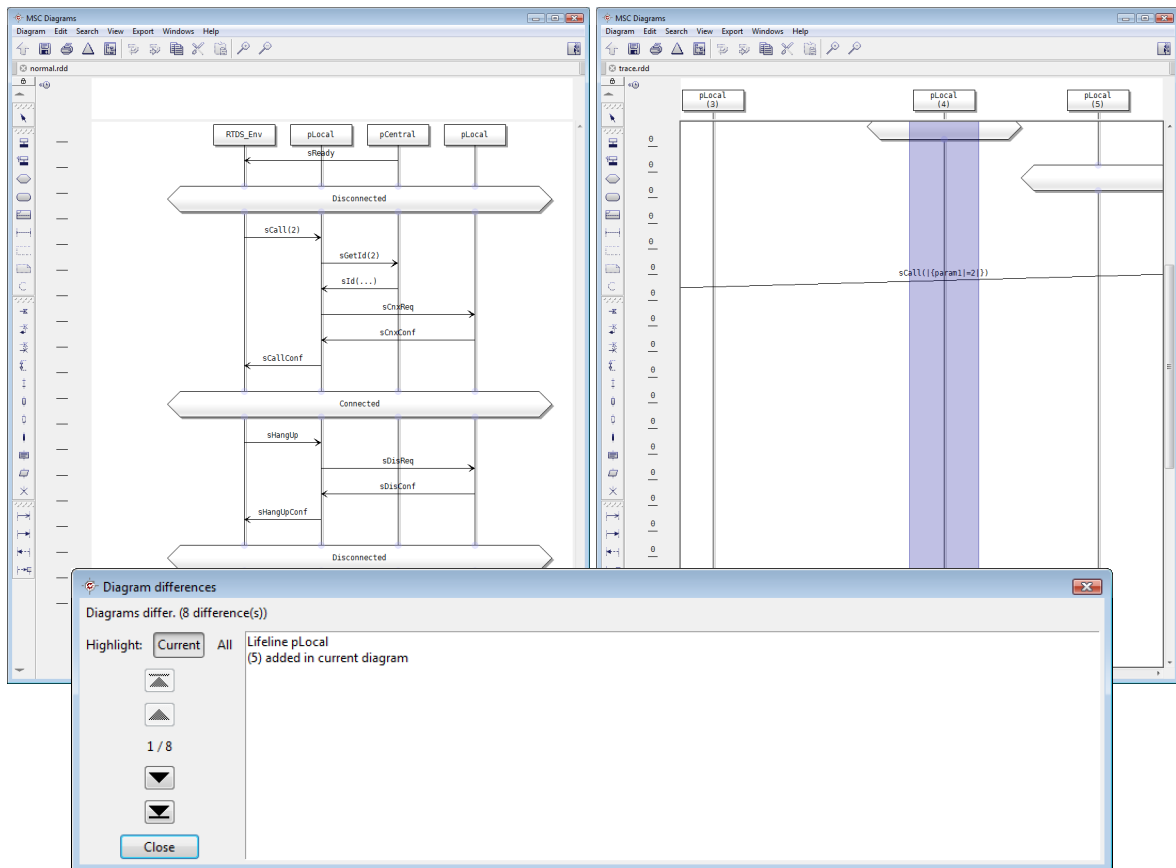 MSC Diagrams
Diagram Edit Search View Export Windows Help
normal.rdd
RTDS_Env pLocal pCentral pLocal
sReady
Disconnected
sCall(2)
sGetId(2)
sId(...)
sCnxReq
sCnxConf
sCallConf
Connected
sHangUp
sDisReq
sDisConf
sHangUpConf
Disconnected
MSC Diagrams
Diagram Edit Search View Export Windows Help
trace.rdd
pLocal pLocal pLocal
(3) (4) (5)
0
0
0
0
0
sCall(|{param1|=2|})
0
0
0
0
0
0
0
0
0
0
0
0
Diagram differences
Diagrams differ. (8 difference(s))
Highlight: Current All
Lifeline pLocal
(5) added in current diagram
1 / 8
Close